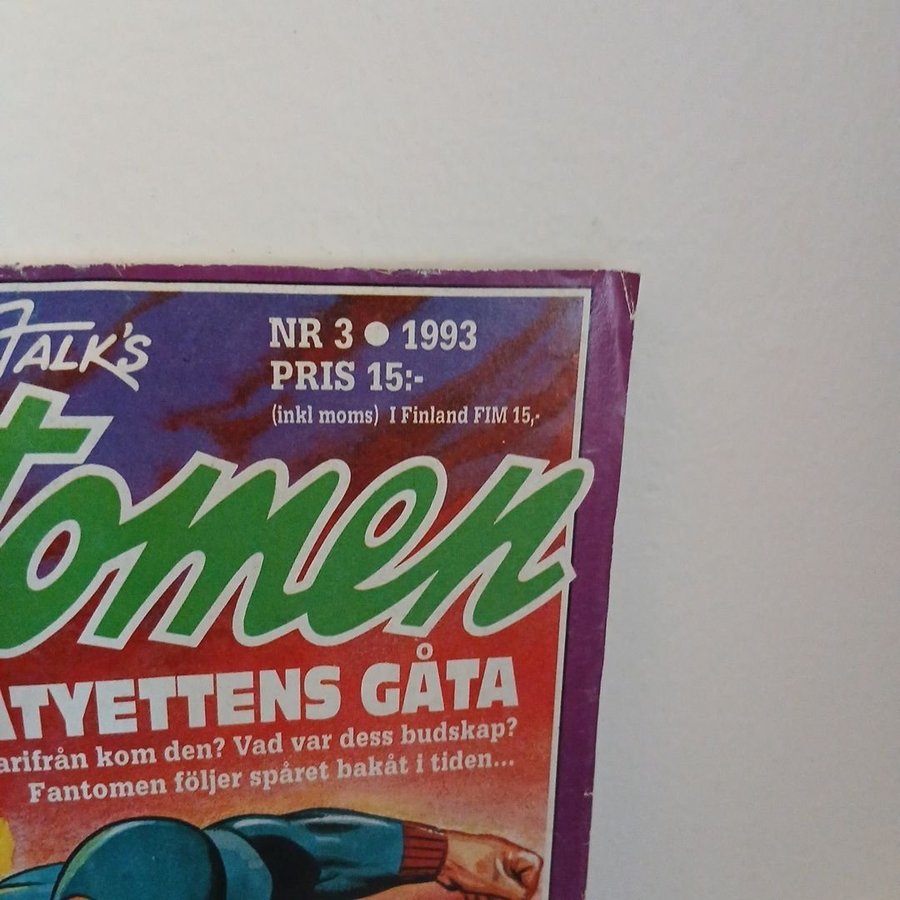 FALK'S
NR 3 ● 1993
PRIS 15:-
(inkl moms) I Finland FIM 15,-
tomen
ATYETTENS GÅTA
arifrån kom den? Vad var dess budskap?
Fantomen följer spåret bakåt i tiden...